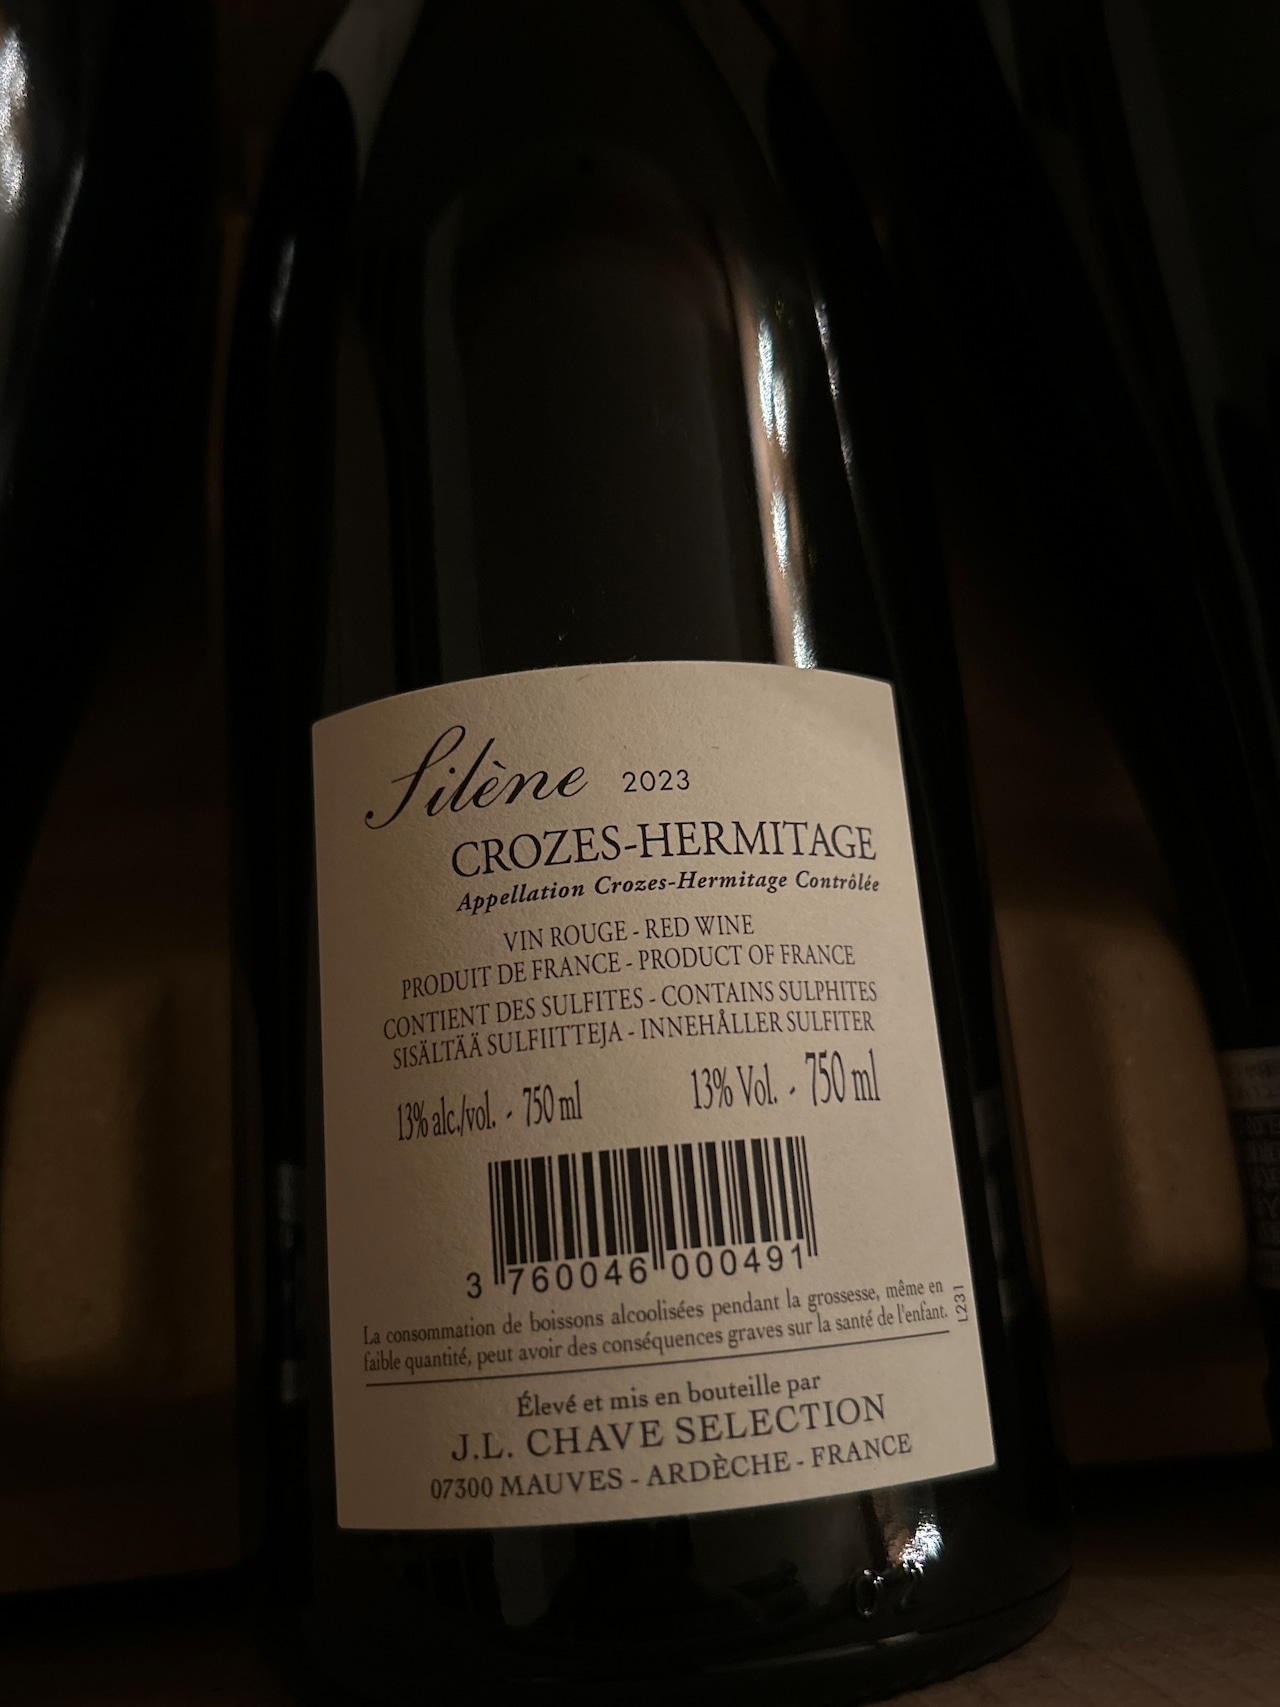 Silène 2023
CROZES-HERMITAGE
Appellation Crozes-Hermitage Contrôlée
VIN ROUGE - RED WINE
PRODUIT DE FRANCE - PRODUCT OF FRANCE
CONTIENT DES SULFITES - CONTAINS SULPHITES
SISÄLTÄÄ SULFIITTEJA - INNEHÅLLER SULFITER
13% alc./vol. - 750 ml 13% Vol. - 750 ml
3 760046 000491
La consommation de boissons alcoolisées pendant la grossesse, même en
faible quantité, peut avoir des conséquences graves sur la santé de l'enfant.
L231
Élevé et mis en bouteille par
J.L. CHAVE SELECTION
07300 MAUVES - ARDÈCHE - FRANCE